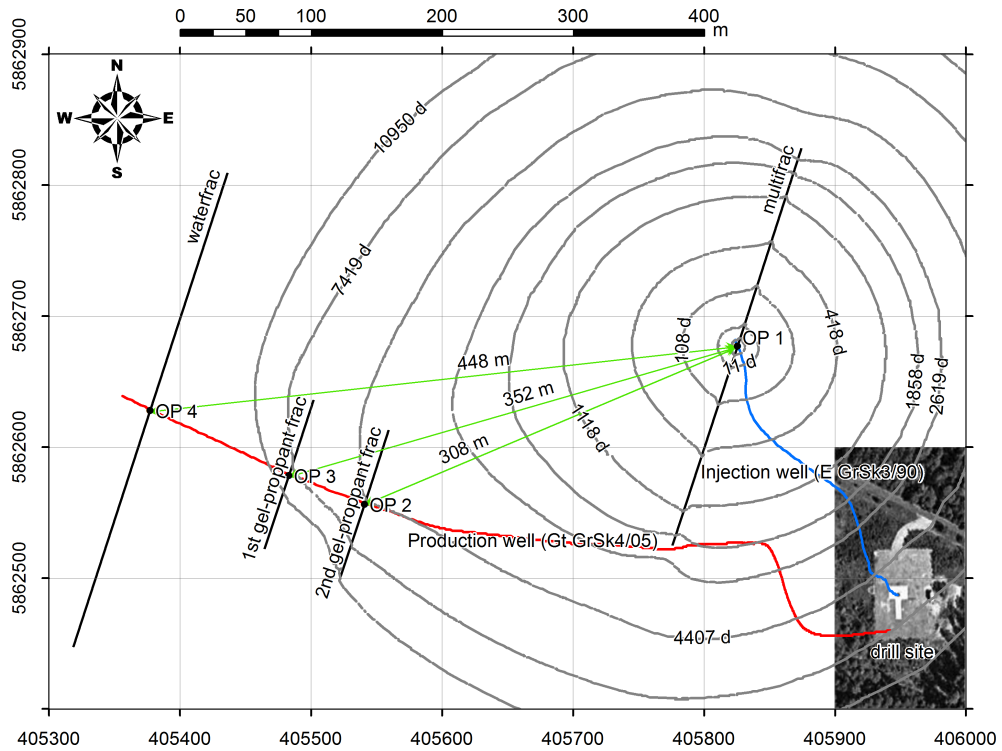 0 50 100 200 300 400
m
5862900
N
W E
S
10950 d
multifrac
5862800
waterfrac
7419 d
5862700
108 d
418 d
OP 1
11 d
448 m
1858 d
2619 d
352 m
OP 4
1118 d
308 m
5862600
1st gel-proppant frac
OP 3
2nd gel-proppant frac
Injection well (E GrSk3/90)
OP 2
Production well (Gt GrSk4/05)
5862500
4407 d
drill site
405300 405400 405500 405600 405700 405800 405900 406000